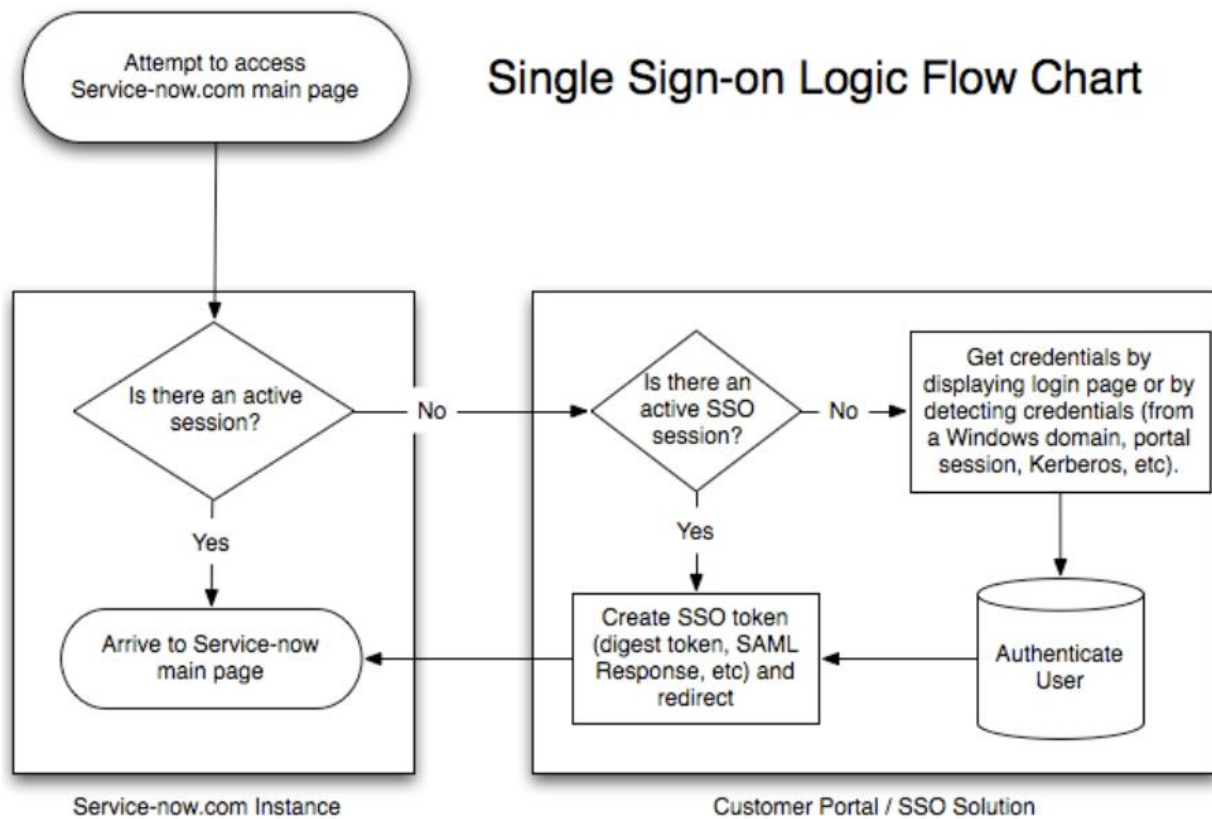 Attempt to access
Service-now.com main page
Single Sign-on Logic Flow Chart
Is there an active
session?
No
Yes
Arrive to Service-now
main page
Is there an
active SSO
session?
No
Get credentials by
displaying login page or by
detecting credentials (from
a Windows domain, portal
session, Kerberos, etc).
Yes
Create SSO token
(digest token, SAML
Response, etc) and
redirect
Authenticate
User
Service-now.com Instance
Customer Portal / SSO Solution